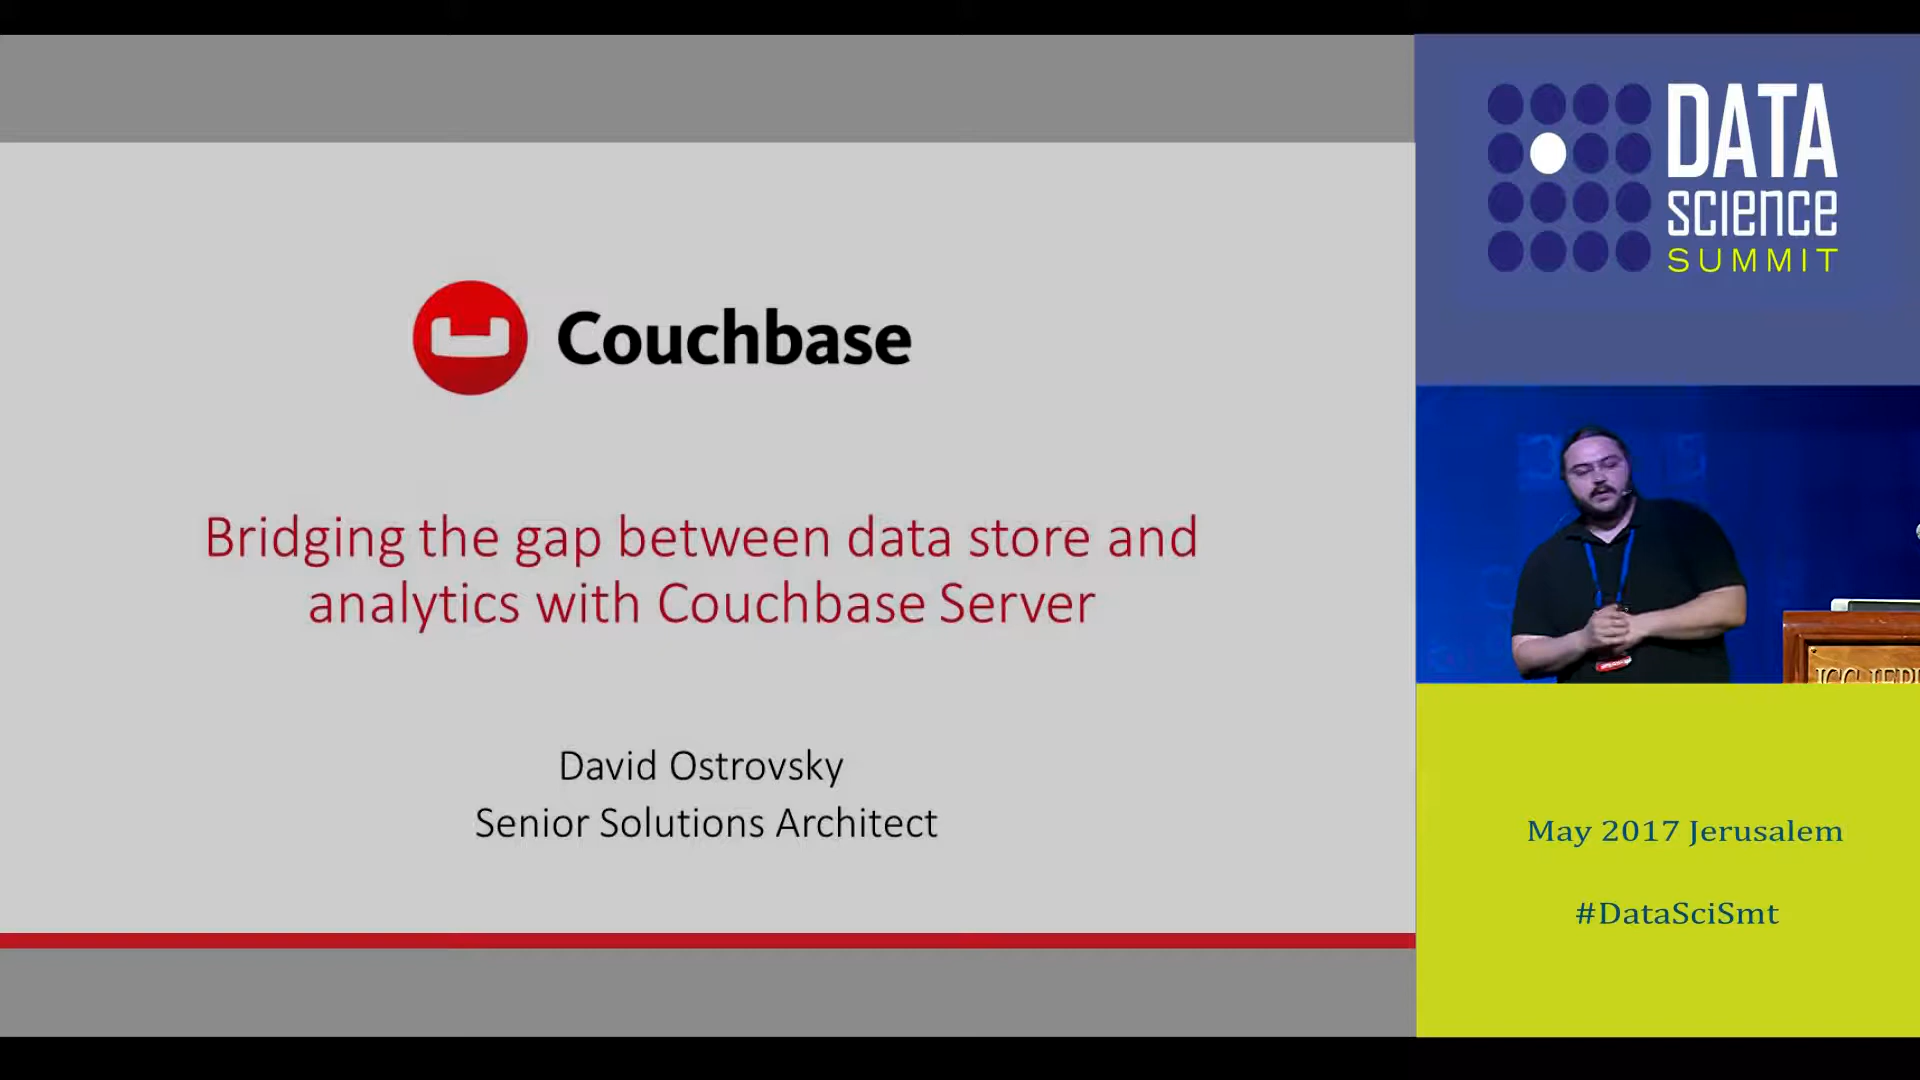 Couchbase
Bridging the gap between data store and
analytics with Couchbase Server
David Ostrovsky
Senior Solutions Architect
DATA
SCIENCE
SUMMIT
May 2017 Jerusalem
#DataSciSmt